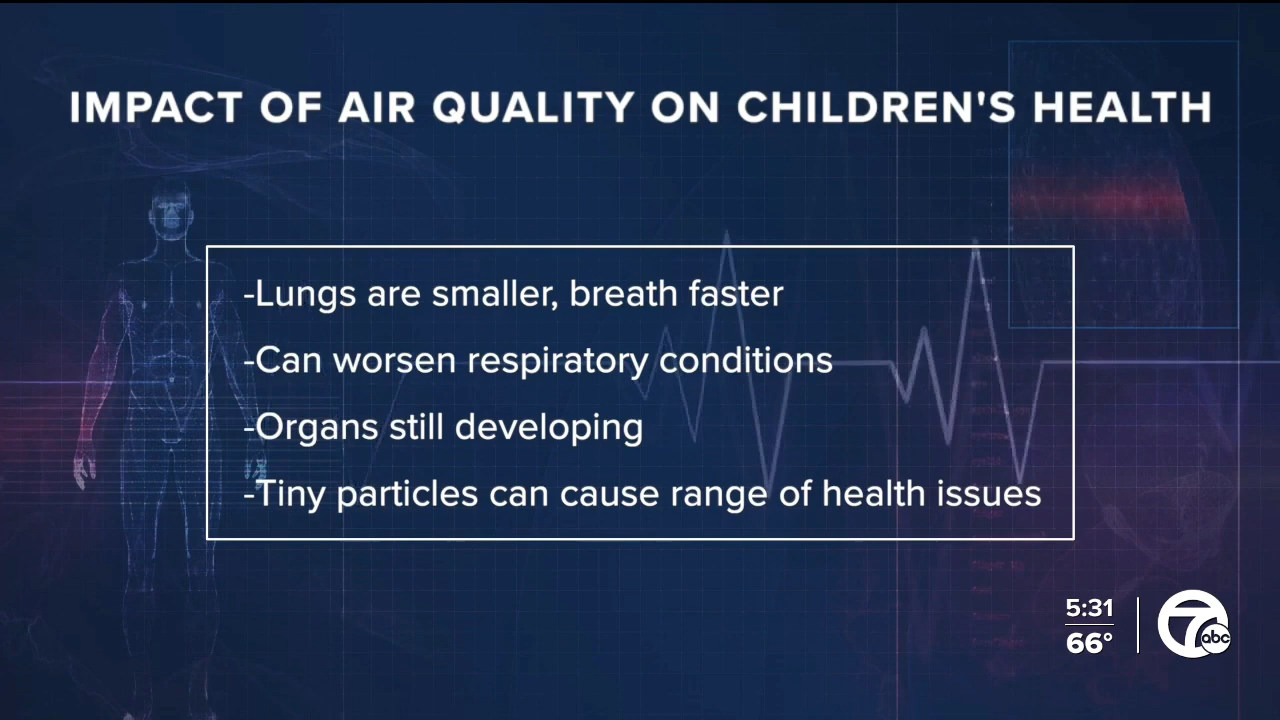 IMPACT OF AIR QUALITY ON CHILDREN'S HEALTH
-Lungs are smaller, breath faster
-Can worsen respiratory conditions
-Organs still developing
-Tiny particles can cause range of health issues
5:31
66°
7 abc